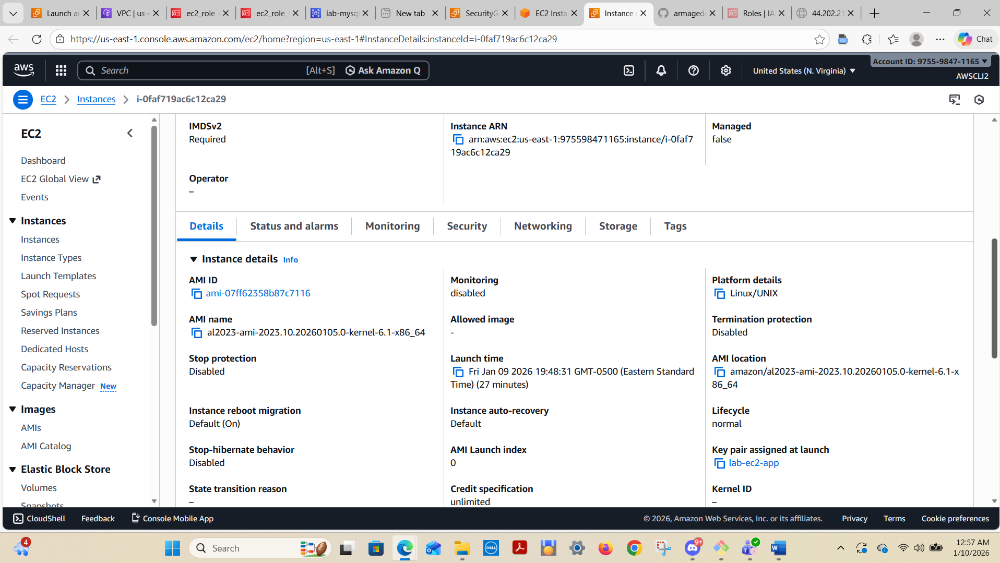 Launch an
VPC | us-e
ec2_role_r
ec2_role_r
lab-mysq
New tab
SecurityG
EC2 Insta
Instance d
armagedd
Roles | IA
44.202.21
https://us-east-1.console.aws.amazon.com/ec2/home?region=us-east-1#InstanceDetails:instanceId=i-0faf719ac6c12ca29
Chat
aws
Search
[Alt+S]
Ask Amazon Q
United States (N. Virginia)
Account ID: 9755-9847-1165
AWSCLI2
EC2
Instances
i-0faf719ac6c12ca29
EC2
Dashboard
EC2 Global View
Events
Instances
Instances
Instance Types
Launch Templates
Spot Requests
Savings Plans
Reserved Instances
Dedicated Hosts
Capacity Reservations
Capacity Manager New
Images
AMIs
AMI Catalog
Elastic Block Store
Volumes
Snapshots
IMDSv2
Required
Instance ARN
arn:aws:ec2:us-east-1:975598471165:instance/i-0faf7
19ac6c12ca29
Managed
false
Operator
–
Details
Status and alarms
Monitoring
Security
Networking
Storage
Tags
Instance details Info
AMI ID
ami-07ff62358b87c7116
Monitoring
disabled
Platform details
Linux/UNIX
AMI name
al2023-ami-2023.10.20260105.0-kernel-6.1-x86_64
Allowed image
-
Termination protection
Disabled
Stop protection
Disabled
Launch time
Fri Jan 09 2026 19:48:31 GMT-0500 (Eastern Standard
Time) (27 minutes)
AMI location
amazon/al2023-ami-2023.10.20260105.0-kernel-6.1-x
86_64
Instance reboot migration
Default (On)
Instance auto-recovery
Default
Lifecycle
normal
Stop-hibernate behavior
Disabled
AMI Launch index
0
Key pair assigned at launch
lab-ec2-app
State transition reason
–
Credit specification
unlimited
Kernel ID
–
CloudShell
Feedback
Console Mobile App
© 2026, Amazon Web Services, Inc. or its affiliates.
Privacy
Terms
Cookie preferences
4
Search
DELL
9+
12:57 AM
1/10/2026